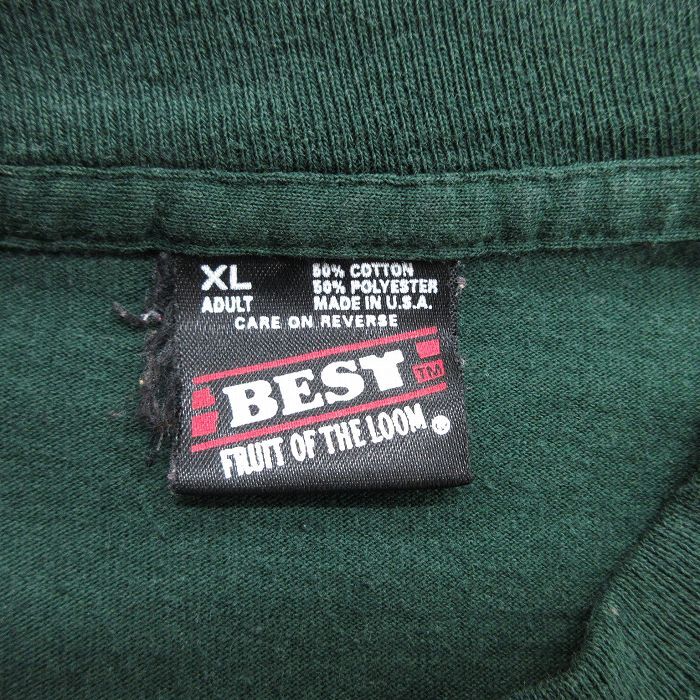 XL 50% COTTON
50% POLYESTER
ADULT MADE IN U.S.A.
CARE ON REVERSE
BEST TM
FRUIT OF THE LOOM ®